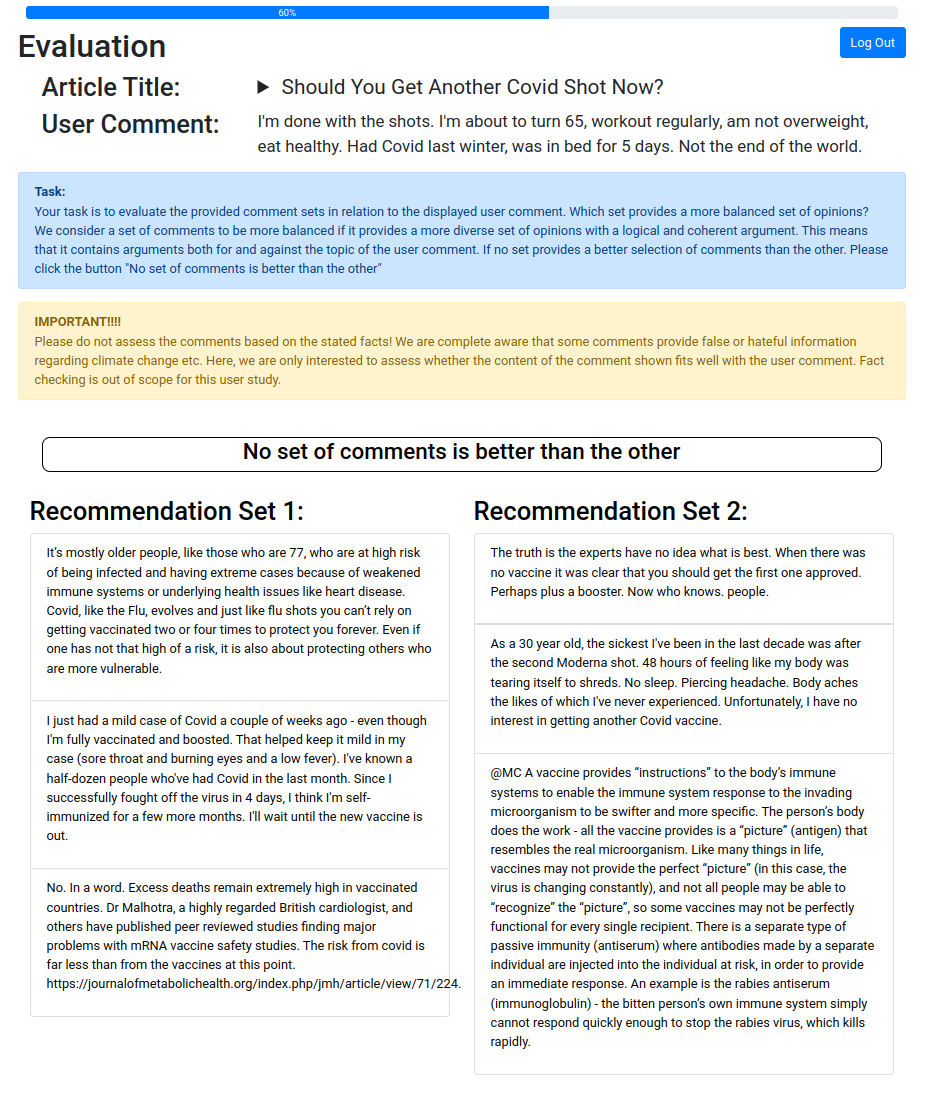 60%
Evaluation
Log Out
Article Title:
▶ Should You Get Another Covid Shot Now?
User Comment:
I'm done with the shots. I'm about to turn 65, workout regularly, am not overweight,
eat healthy. Had Covid last winter, was in bed for 5 days. Not the end of the world.
Task:
Your task is to evaluate the provided comment sets in relation to the displayed user comment. Which set provides a more balanced set of opinions?
We consider a set of comments to be more balanced if it provides a more diverse set of opinions with a logical and coherent argument. This means
that it contains arguments both for and against the topic of the user comment. If no set provides a better selection of comments than the other. Please
click the button "No set of comments is better than the other"
IMPORTANT!!!!
Please do not assess the comments based on the stated facts! We are complete aware that some comments provide false or hateful information
regarding climate change etc. Here, we are only interested to assess whether the content of the comment shown fits well with the user comment. Fact
checking is out of scope for this user study.
No set of comments is better than the other
Recommendation Set 1:
It's mostly older people, like those who are 77, who are at high risk
of being infected and having extreme cases because of weakened
immune systems or underlying health issues like heart disease.
Covid, like the Flu, evolves and just like flu shots you can't rely on
getting vaccinated two or four times to protect you forever. Even if
one has not that high of a risk, it is also about protecting others who
are more vulnerable.
I just had a mild case of Covid a couple of weeks ago - even though
I'm fully vaccinated and boosted. That helped keep it mild in my
case (sore throat and burning eyes and a low fever). I've known a
half-dozen people who've had Covid in the last month. Since I
successfully fought off the virus in 4 days, I think I'm self-
immunized for a few more months. I'll wait until the new vaccine is
out.
No. In a word. Excess deaths remain extremely high in vaccinated
countries. Dr Malhotra, a highly regarded British cardiologist, and
others have published peer reviewed studies finding major
problems with mRNA vaccine safety studies. The risk from covid is
far less than from the vaccines at this point.
https://journalofmetabolichealth.org/index.php/jmh/article/view/71/224.
Recommendation Set 2:
The truth is the experts have no idea what is best. When there was
no vaccine it was clear that you should get the first one approved.
Perhaps plus a booster. Now who knows. people.
As a 30 year old, the sickest I've been in the last decade was after
the second Moderna shot. 48 hours of feeling like my body was
tearing itself to shreds. No sleep. Piercing headache. Body aches
the likes of which I've never experienced. Unfortunately, I have no
interest in getting another Covid vaccine.
@MC A vaccine provides “instructions” to the body’s immune
systems to enable the immune system response to the invading
microorganism to be swifter and more specific. The person’s body
does the work - all the vaccine provides is a “picture” (antigen) that
resembles the real microorganism. Like many things in life,
vaccines may not provide the perfect “picture” (in this case, the
virus is changing constantly), and not all people may be able to
“recognize” the “picture”, so some vaccines may not be perfectly
functional for every single recipient. There is a separate type of
passive immunity (antiserum) where antibodies made by a separate
individual are injected into the individual at risk, in order to provide
an immediate response. An example is the rabies antiserum
(immunoglobulin) - the bitten person’s own immune system simply
cannot respond quickly enough to stop the rabies virus, which kills
rapidly.